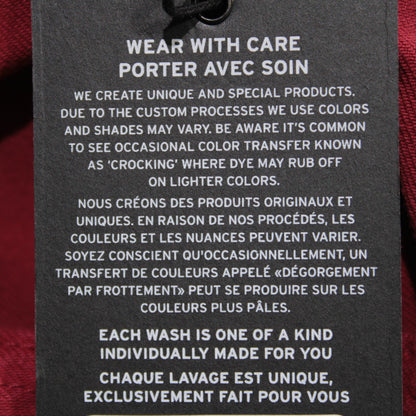 WEAR WITH CARE
PORTER AVEC SOIN
WE CREATE UNIQUE AND SPECIAL PRODUCTS.
DUE TO THE CUSTOM PROCESSES WE USE COLORS
AND SHADES MAY VARY. BE AWARE IT'S COMMON
TO SEE OCCASIONAL COLOR TRANSFER KNOWN
AS 'CROCKING' WHERE DYE MAY RUB OFF
ON LIGHTER COLORS.
NOUS CRÉONS DES PRODUITS ORIGINAUX ET
UNIQUES. EN RAISON DE NOS PROCÉDÉS, LES
COULEURS ET LES NUANCES PEUVENT VARIER.
SOYEZ CONSCIENT QU'OCCASIONNELLEMENT, UN
TRANSFERT DE COULEURS APPELÉ «DÉGORGEMENT
PAR FROTTEMENT» PEUT SE PRODUIRE SUR LES
COULEURS PLUS PÂLES.
EACH WASH IS ONE OF A KIND
INDIVIDUALLY MADE FOR YOU
CHAQUE LAVAGE EST UNIQUE,
EXCLUSIVEMENT FAIT POUR VOUS